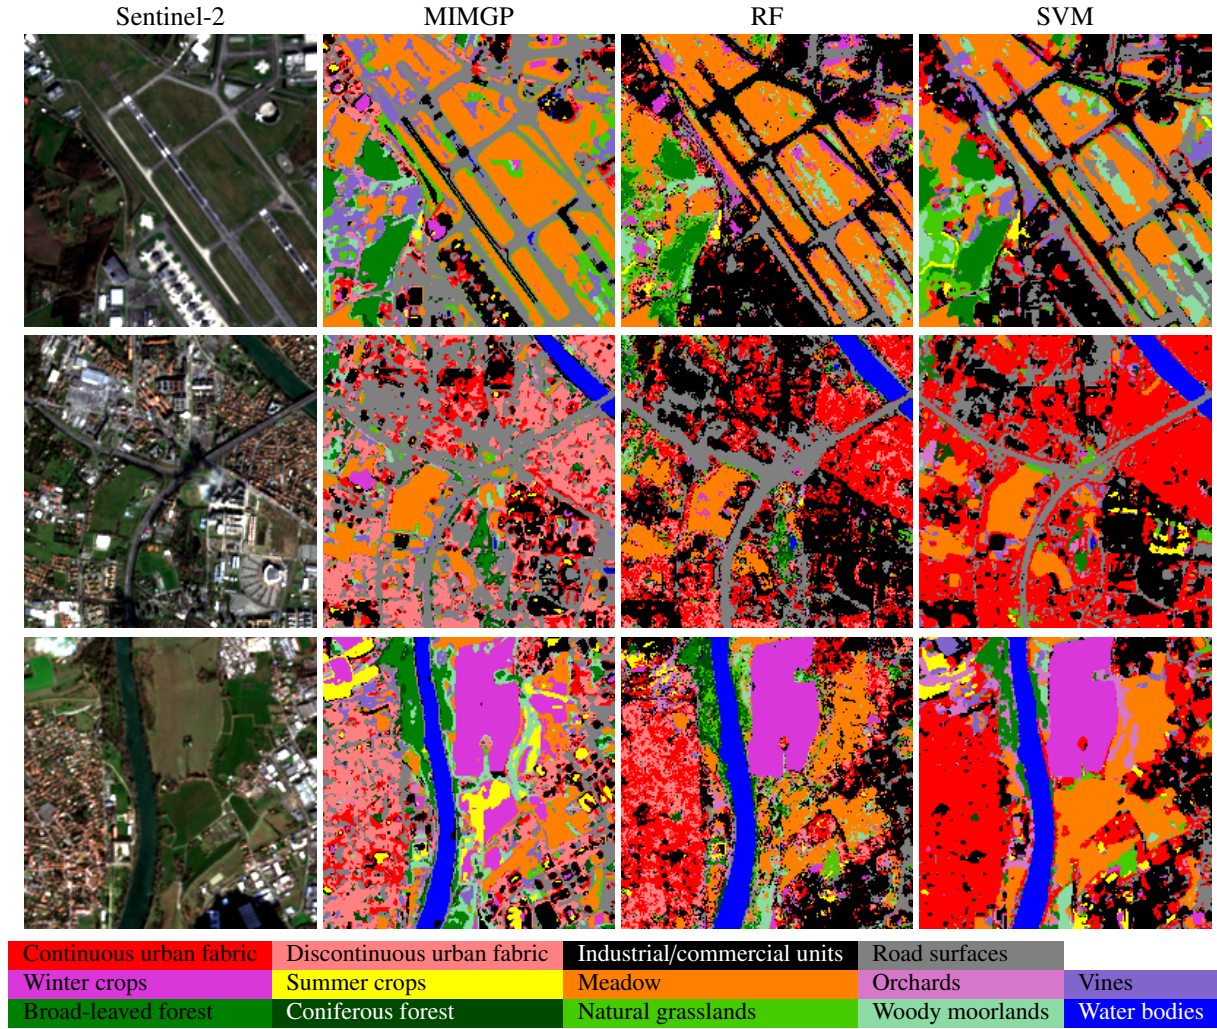 Sentinel-2 MIMGP RF SVM
Continuous urban fabric Discontinuous urban fabric Industrial/commercial units Road surfaces
Winter crops Summer crops Meadow Orchards Vines
Broad-leaved forest Coniferous forest Natural grasslands Woody moorlands Water bodies